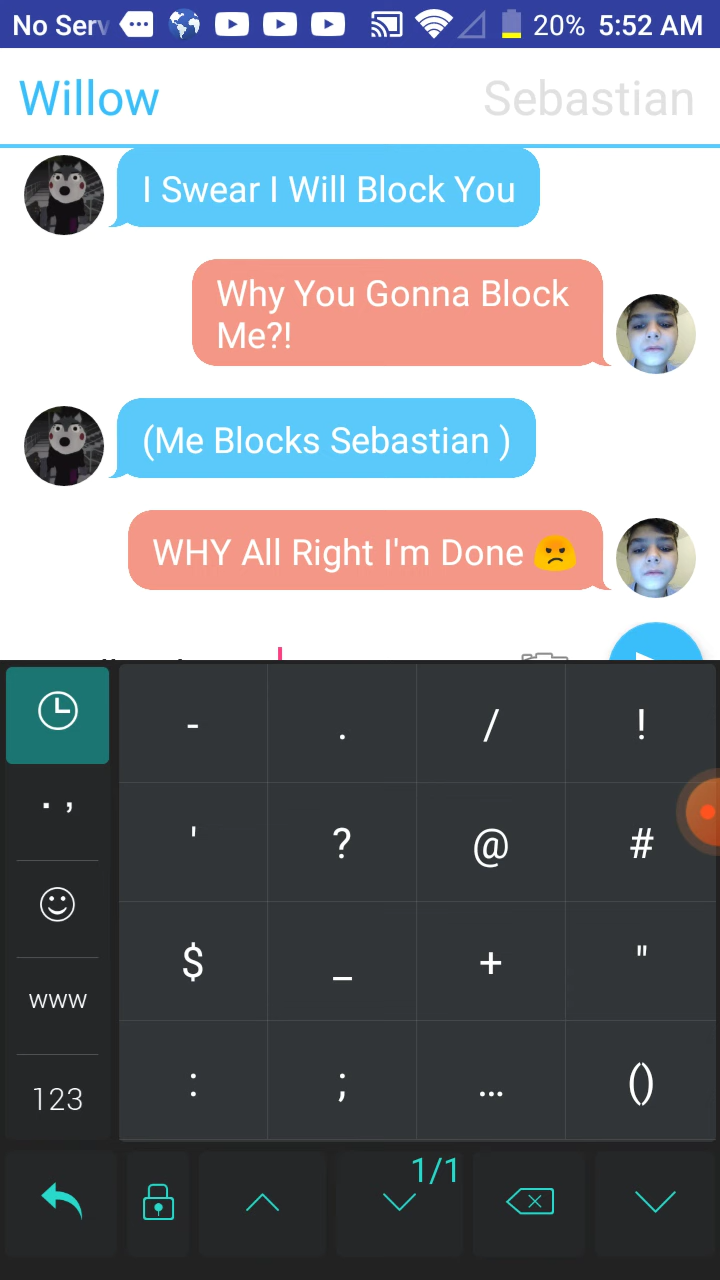 No Serv 20% 5:52 AM
Willow Sebastian
I Swear I Will Block You
Why You Gonna Block
Me?!
(Me Blocks Sebastian )
WHY All Right I'm Done 😡
- . / !
. , ' ? @ #
$ _ + "
www
: ; ... ()
123
1/1